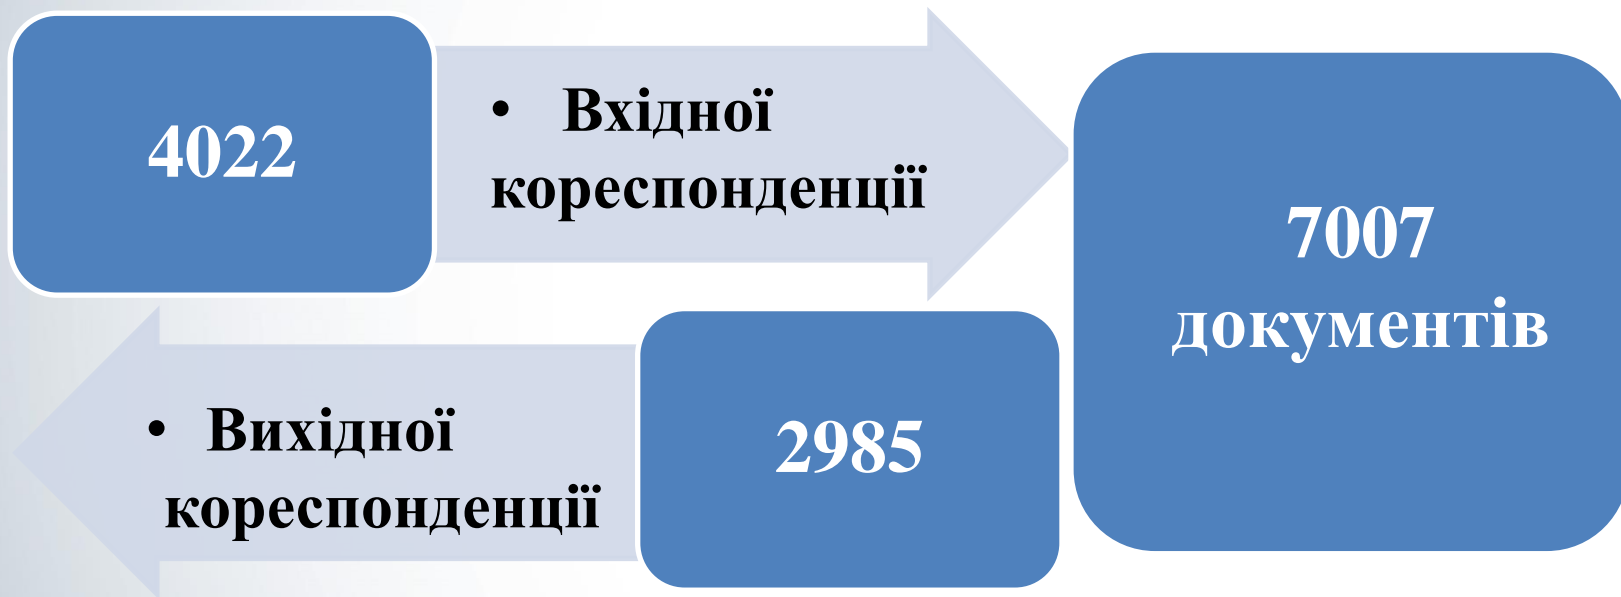 4022
• Вхідної
кореспонденції
7007
документів
• Вихідної
кореспонденції
2985